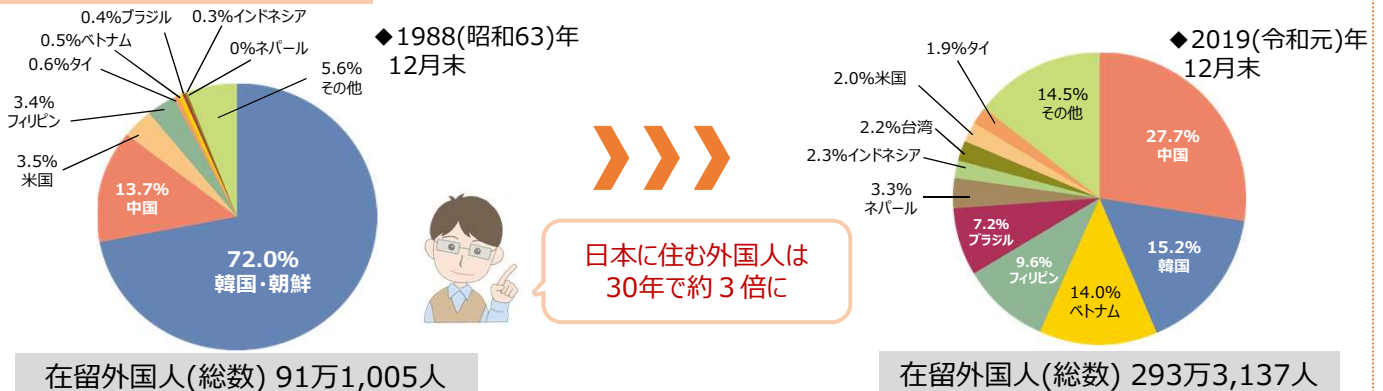 ◆1988(昭和63)年
12月末
0.4%ブラジル
0.3%インドネシア
0.5%ベトナム
0%ネパール
0.6%タイ
5.6%
その他
3.4%
フィリピン
3.5%
米国
13.7%
中国
72.0%
韓国・朝鮮
在留外国人(総数) 91万1,005人
日本に住む外国人は
30年で約3倍に
◆2019(令和元)年
12月末
1.9%タイ
2.0%米国
14.5%
その他
2.2%台湾
27.7%
中国
2.3%インドネシア
3.3%
ネパール
7.2%
ブラジル
15.2%
韓国
9.6%
フィリピン
14.0%
ベトナム
在留外国人(総数) 293万3,137人